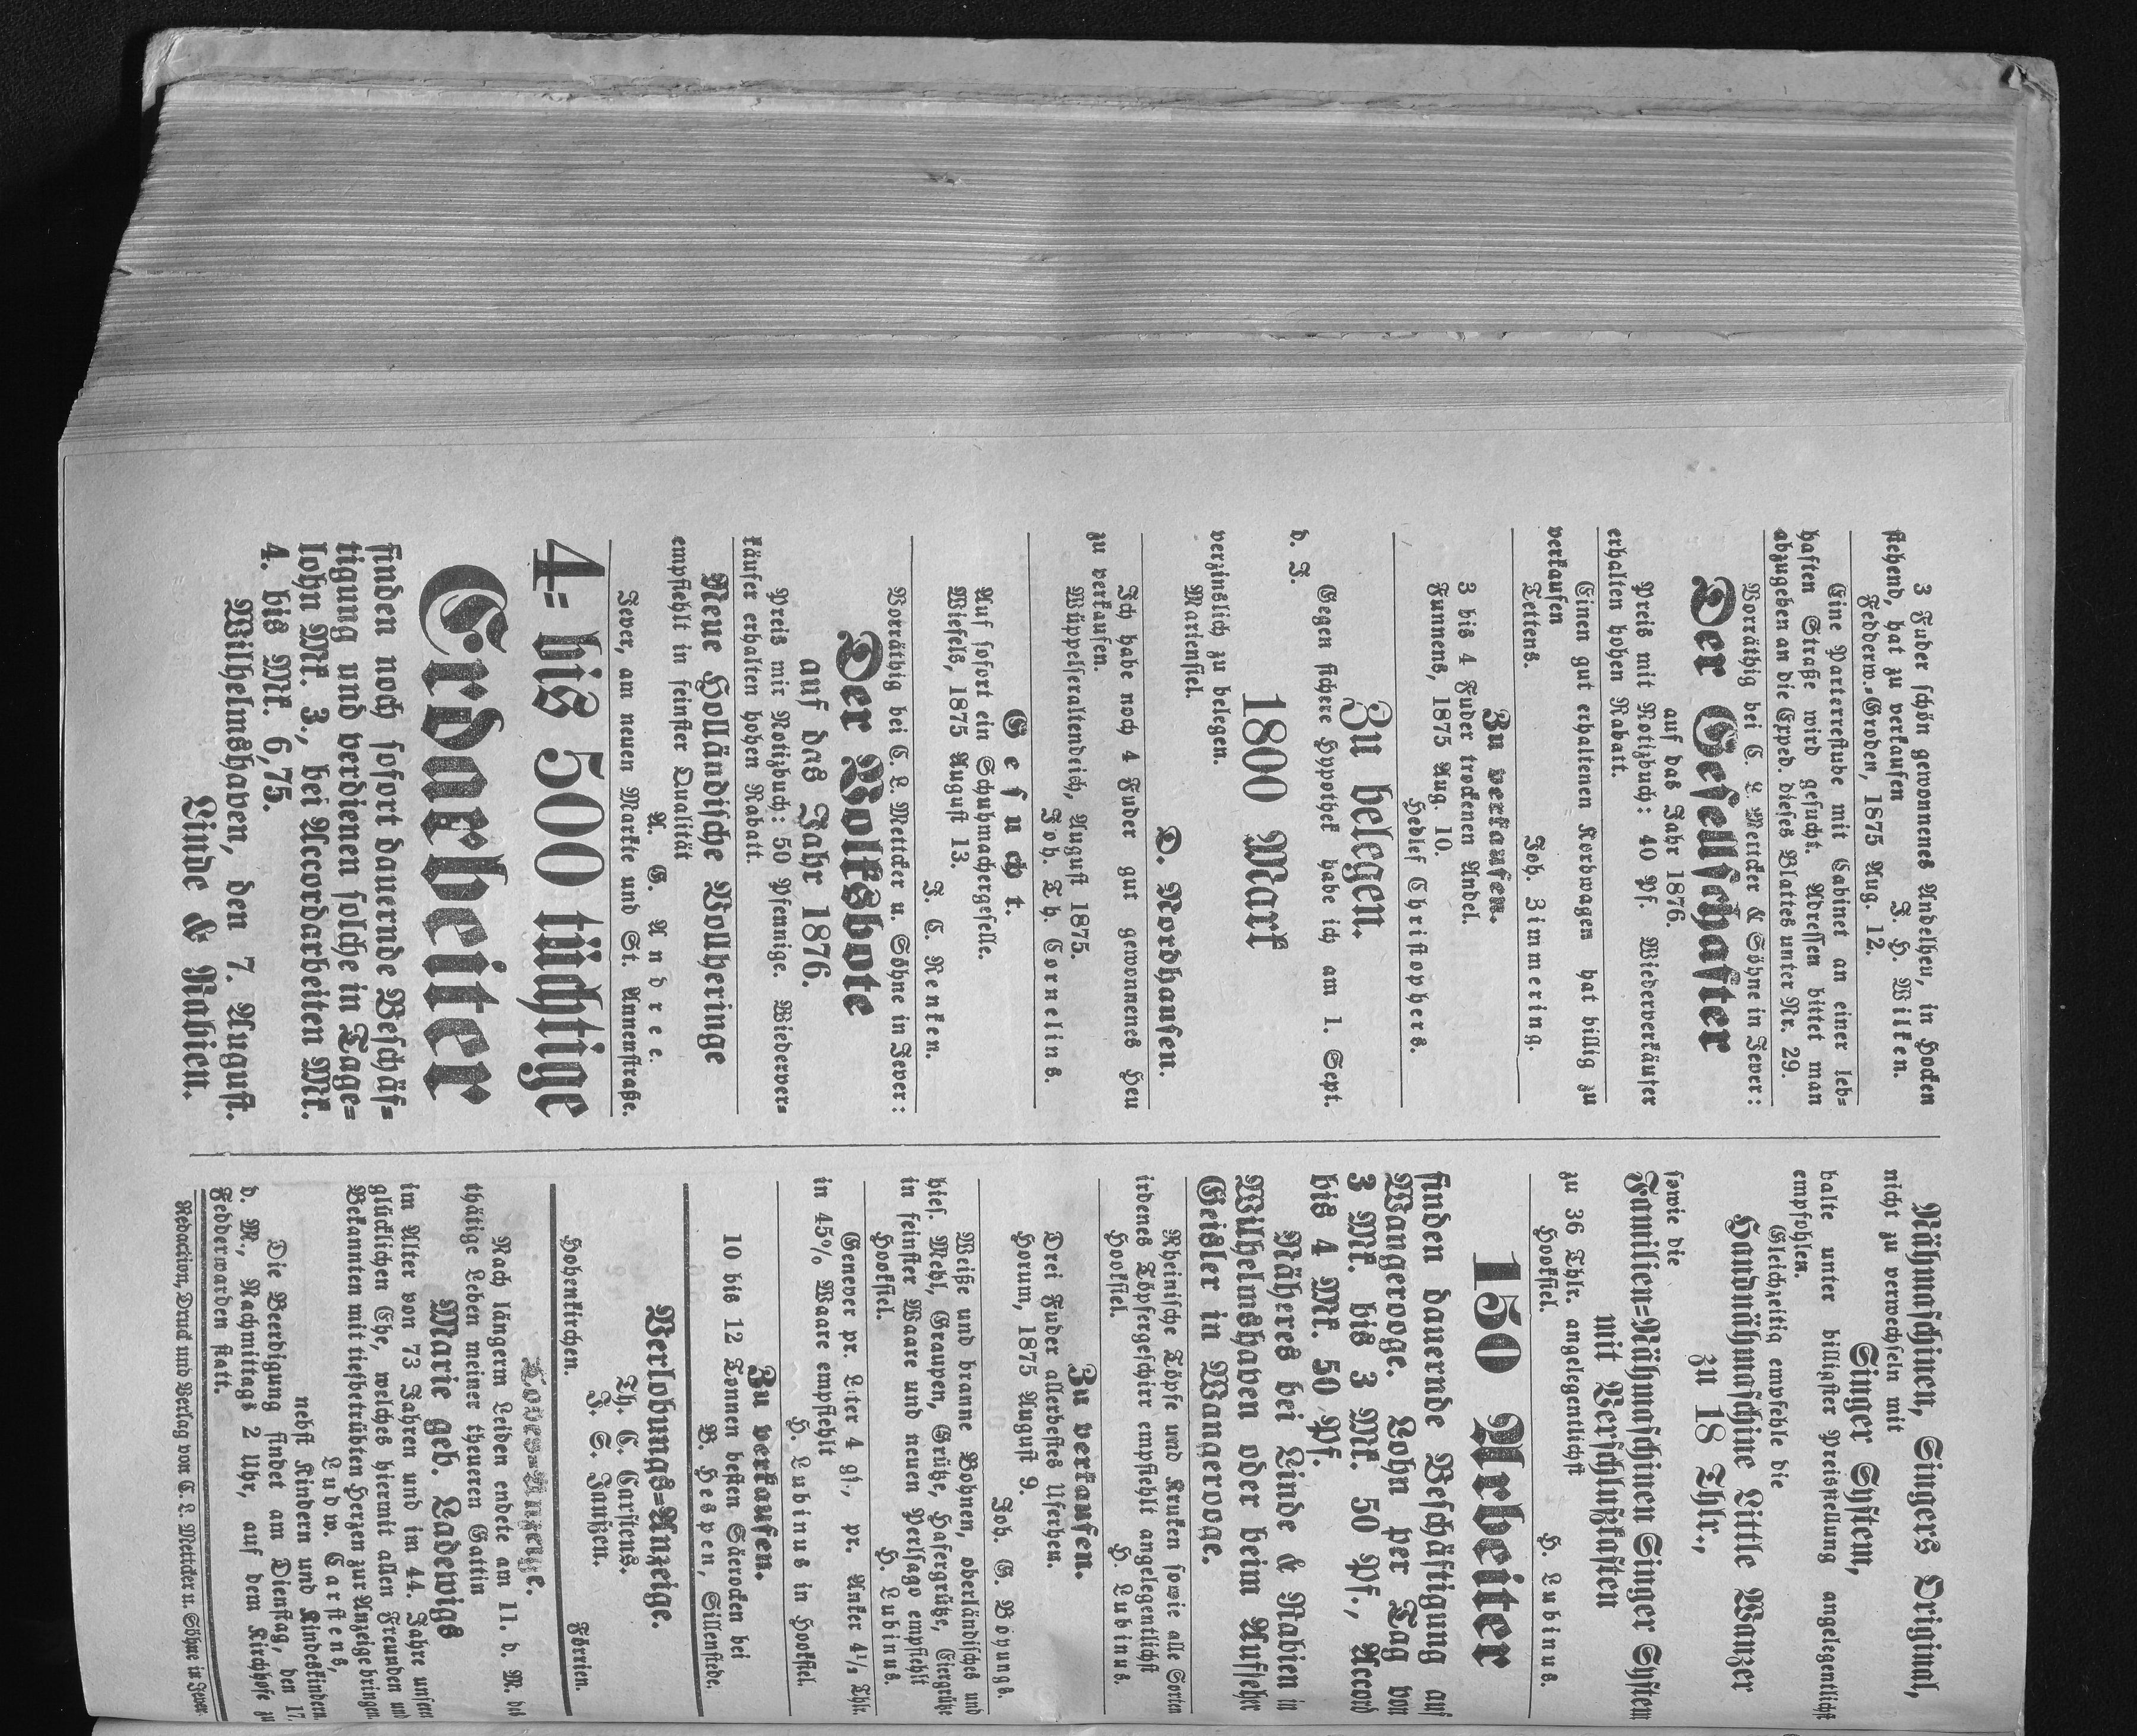 3 Fuder schön gewonnenes Andelheu, in Hocken
stehend, hat zu verkaufen J. H. Wilken.
Fedderw.-Groden, 1875 Aug. 12.
Eine Parterrestube mit Cabinet an einer leb-
haften Straße wird gesucht. Adressen bittet man
abzugeben an die Exped. dieses Blattes unter Nr. 29.
Vorräthig bei C. L. Mettcker & Söhne in Jever:
Der Gesellschafter
auf das Jahr 1876.
Preis mit Notizbuch: 40 Pf. Wiederverkäufer
erhalten hohen Rabatt.
Einen gut erhaltenen Korbwagen hat billig zu
verkaufen
Tettens. Joh. Zimmering.
Zu verkaufen.
3 bis 4 Fuder trockenen Andel.
Funnens, 1875 Aug. 10.
Hedlef Christophers.
Zu belegen.
Gegen sichere Hypothek habe ich am 1. Sept.
d. J.
1800 Mark
verzinslich zu belegen.
Mariensiel. D. Nordhausen.
Ich habe noch 4 Fuder gut gewonnenes Heu
zu verkaufen.
Müppelseraltendeich, August 1875.
Joh. Th. Cornelius.
Gesucht.
Auf sofort ein Schuhmachergeselle.
Wiefels, 1875 August 13.
J. C. Renken.
Vorräthig bei C. L. Mettcker u. Söhne in Jever:
Der Volksbote
auf das Jahr 1876.
Preis mit Notizbuch: 50 Pfennige. Wiederver-
käufer erhalten hohen Rabatt.
Neue Holländische Vollheringe
empfiehlt in feinster Qualität
A. G. Andree.
Jever, am neuen Markte und St. Annenstraße.
4= bis 500 tüchtige
Erdarbeiter
finden noch sofort dauernde Beschäf-
tigung und verdienen solche in Tage-
lohn Mk. 3., bei Accordarbeiten Mk.
4. bis Mk. 6,75.
Wilhelmshaven, den 7. August.
Linde & Rabien.
Nähmaschinen, Singers Original,
nicht zu verwechseln mit
Singer System,
halte unter billigster Preisstellung angelegentlichst
empfohlen.
Gleichzeitig empfehle die
Handnähmaschine Little Wanzer
zu 18 Thlr.,
sowie die
Familien-Nähmaschinen Singer System
mit Verschlußkasten
zu 36 Thlr. angelegentlichst
Hooksiel. H. Lubinus.
150 Arbeiter
finden dauernde Beschäftigung auf
Wangerooge. Lohn per Tag von
3 Mk. bis 3 Mk. 50 Pf., Accord
bis 4 Mk. 50 Pf.
Näheres bei Linde & Rabien in
Wilhelmshaven oder beim Aufseher
Geisler in Wangerooge.
Rheinische Töpfe und Kruken sowie alle Sorten
irdenes Töpfergeschirr empfiehlt angelegentlichst
Hooksiel. H. Lubinus.
Zu verkaufen.
Drei Fuder allerbestes Ufreihen.
Horum, 1875 August 9.
Joh. G. Boyungs.
Weiße und braune Bohnen, oberländisches und
hies. Mehl, Graupen, Grütze, Hafergrütze, Eiergrütze
in feinster Waare und neuen Perlsago empfiehlt
Hooksiel. H. Lubinus.
Genever pr. Liter 4 gs., pr. Anker 4½ Thlr.
in 45% Waare empfiehlt
H. Lubinus in Hooksiel.
Zu verkaufen.
10 bis 12 Tonnen besten Säerocken bei
B. Hespen, Sillenstede.
Verlobungs-Anzeige.
Th. C. Carstens.
J. S. Janßen.
Hohenkirchen. Förrien.
Todes-Anzeige.
Nach längerm Leiden endete am 11. d. M. das
thätige Leben meiner theueren Gattin
Marie geb. Ladewigs
im Alter von 73 Jahren und im 44. Jahre unserer
glücklichen Ehe, welches hiermit allen Freunden und
Bekannten mit tiefbetrübten Herzen zur Anzeige bringen
Ludw. Carstens,
nebst Kindern und Kindeskindern.
Die Beerdigung findet am Dienstag, den 17.
d. M., Nachmittags 2 Uhr, auf dem Kirchhofe zu
Fedderwarden statt.
Redaction, Druck und Verlag von C. L. Mettcker u. Söhne in Jever.